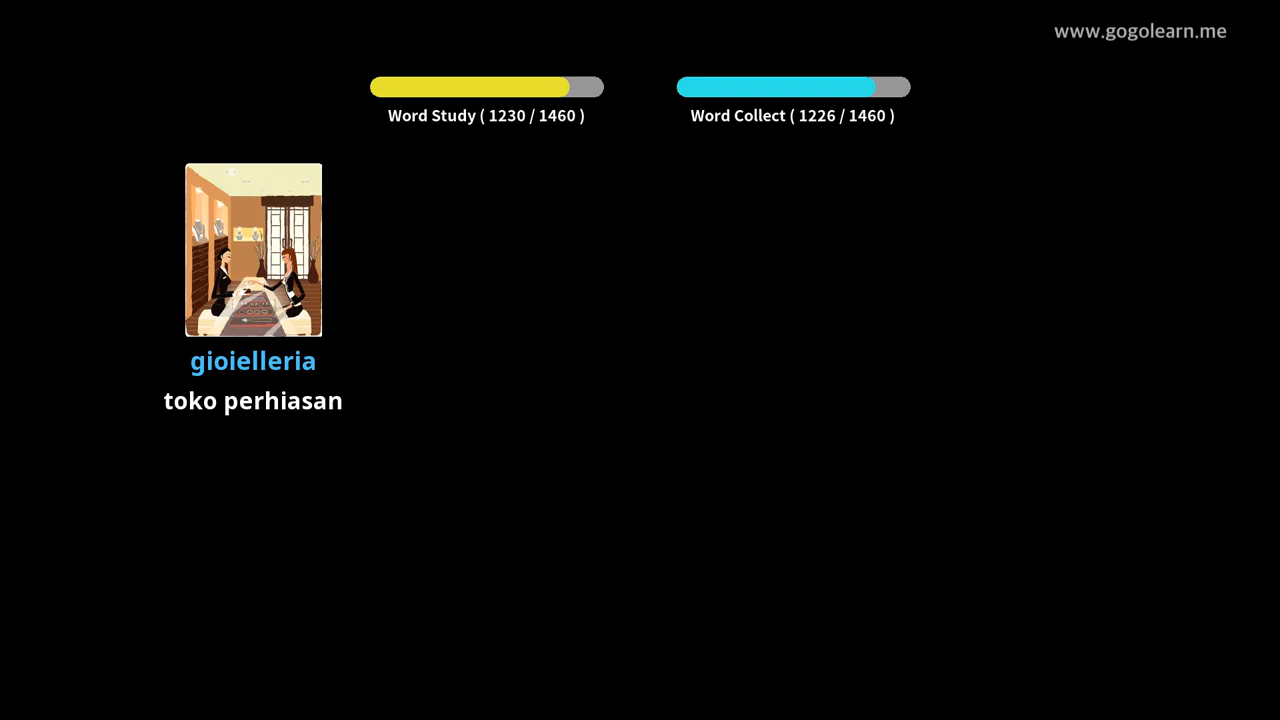 www.gogolearn.me
Word Study ( 1230 / 1460 )
Word Collect ( 1226 / 1460 )
gioielleria
toko perhiasan